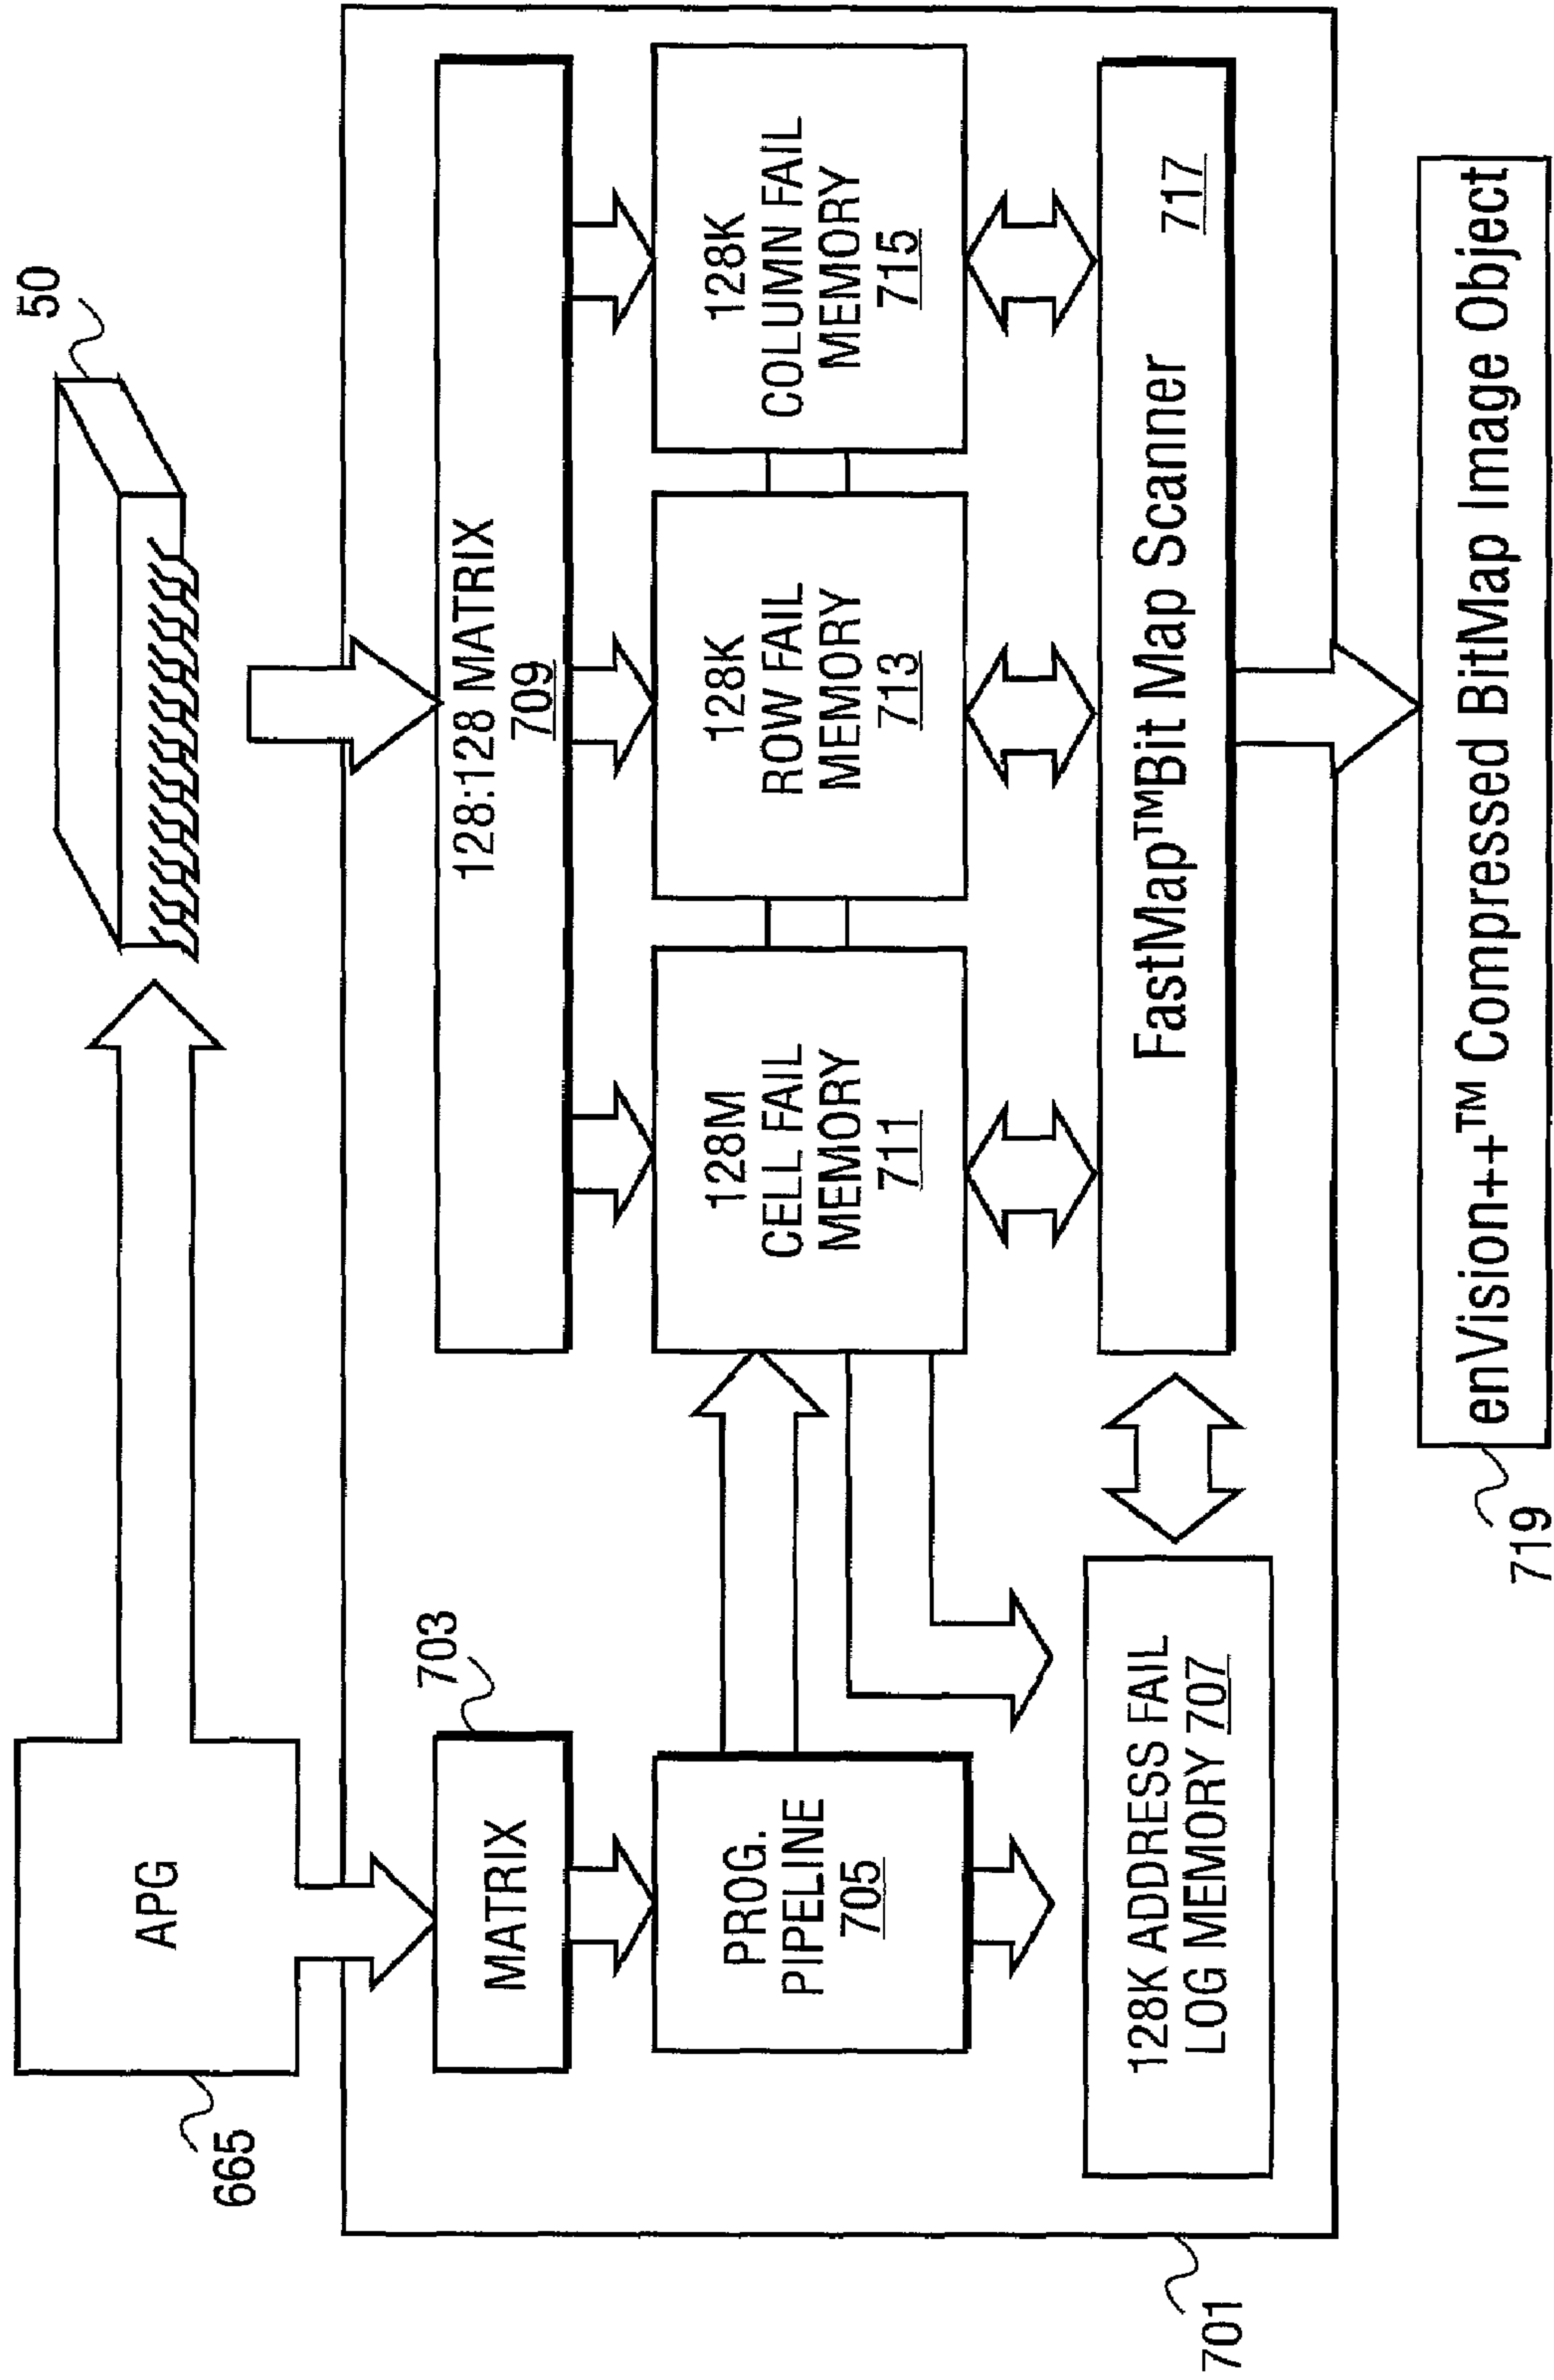 50
APG
665
703
MATRIX
128:128 MATRIX
709
PROG.
PIPELINE
705
128M
CELL FAIL
MEMORY
711
128K
ROW FAIL
MEMORY
713
128K
COLUMN FAIL
MEMORY
715
128K ADDRESS FAIL
LOG MEMORY 707
FastMap™Bit Map Scanner 717
701
719
enVision++™ Compressed BitMap Image Object